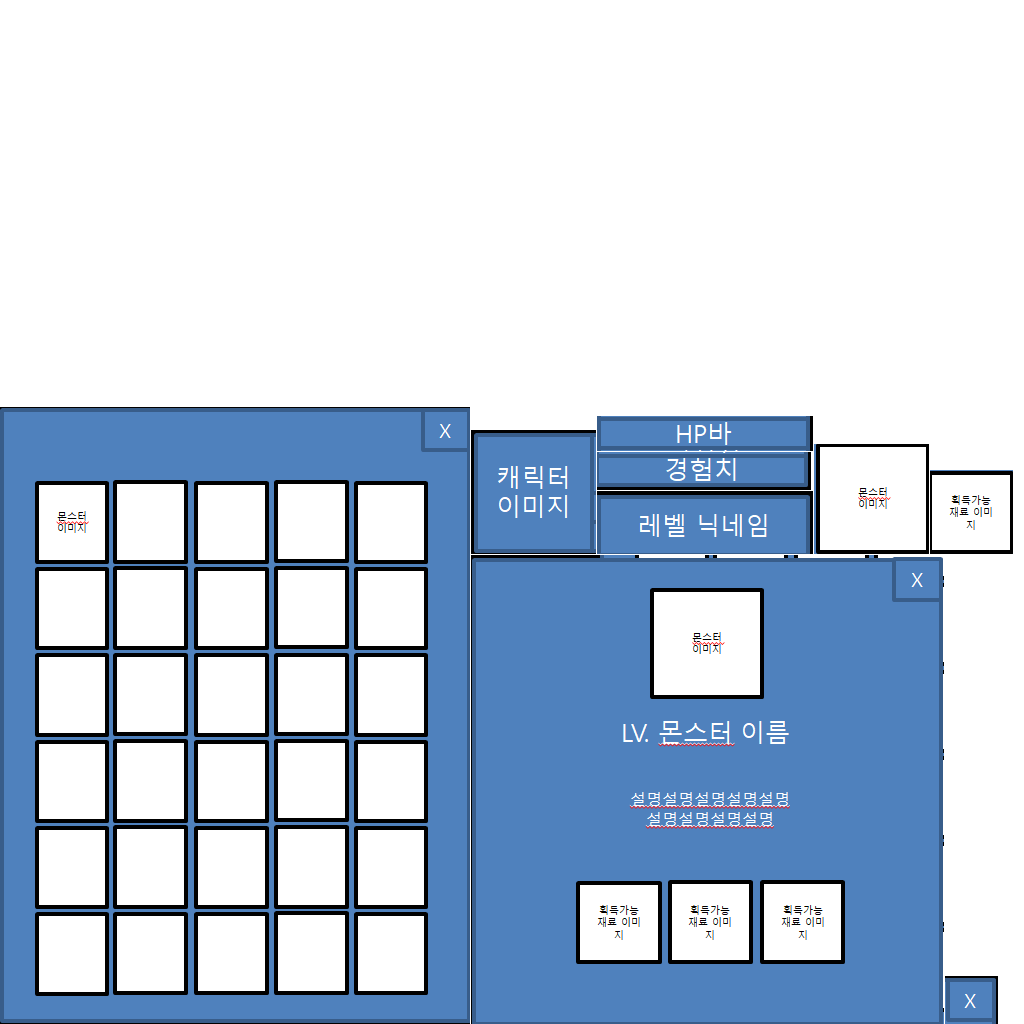 X
몬스터
이미지
캐릭터
이미지
HP바
경험치
레벨 닉네임
몬스터
이미지
획득가능
재료 이미
지
X
몬스터
이미지
LV. 몬스터 이름
설명설명설명설명설명
설명설명설명설명
획득가능
재료 이미
지
획득가능
재료 이미
지
획득가능
재료 이미
지
X